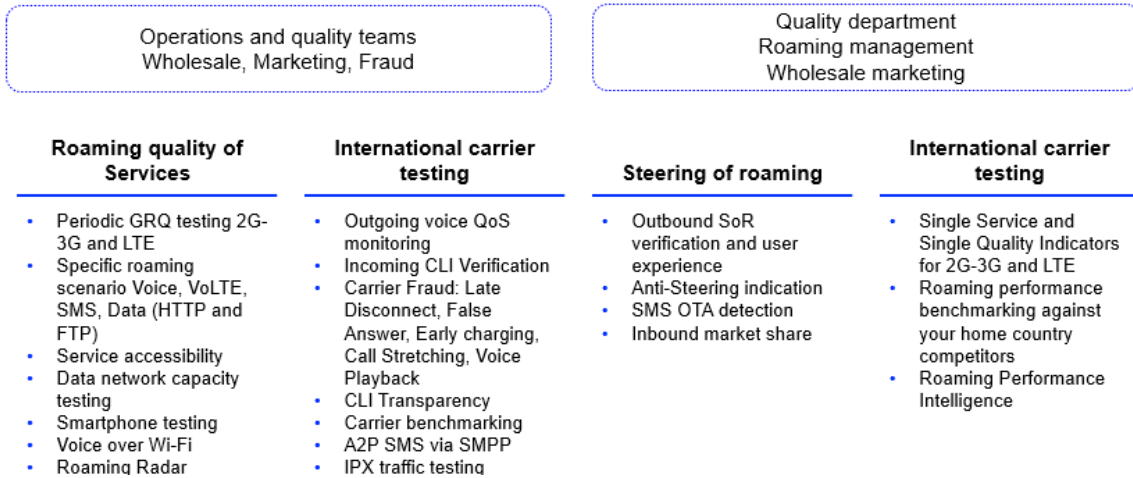 Operations and quality teams
Wholesale, Marketing, Fraud
Quality department
Roaming management
Wholesale marketing
Roaming quality of
Services
• Periodic GRQ testing 2G-
3G and LTE
• Specific roaming
scenario Voice, VoLTE,
SMS, Data (HTTP and
FTP)
• Service accessibility
• Data network capacity
testing
• Smartphone testing
• Voice over Wi-Fi
• Roaming Radar
International carrier
testing
• Outgoing voice QoS
monitoring
• Incoming CLI Verification
• Carrier Fraud: Late
Disconnect, False
Answer, Early charging,
Call Stretching, Voice
Playback
• CLI Transparency
• Carrier benchmarking
• A2P SMS via SMPP
• IPX traffic testing
Steering of roaming
• Outbound SoR
verification and user
experience
• Anti-Steering indication
• SMS OTA detection
• Inbound market share
International carrier
testing
• Single Service and
Single Quality Indicators
for 2G-3G and LTE
• Roaming performance
benchmarking against
your home country
competitors
• Roaming Performance
Intelligence